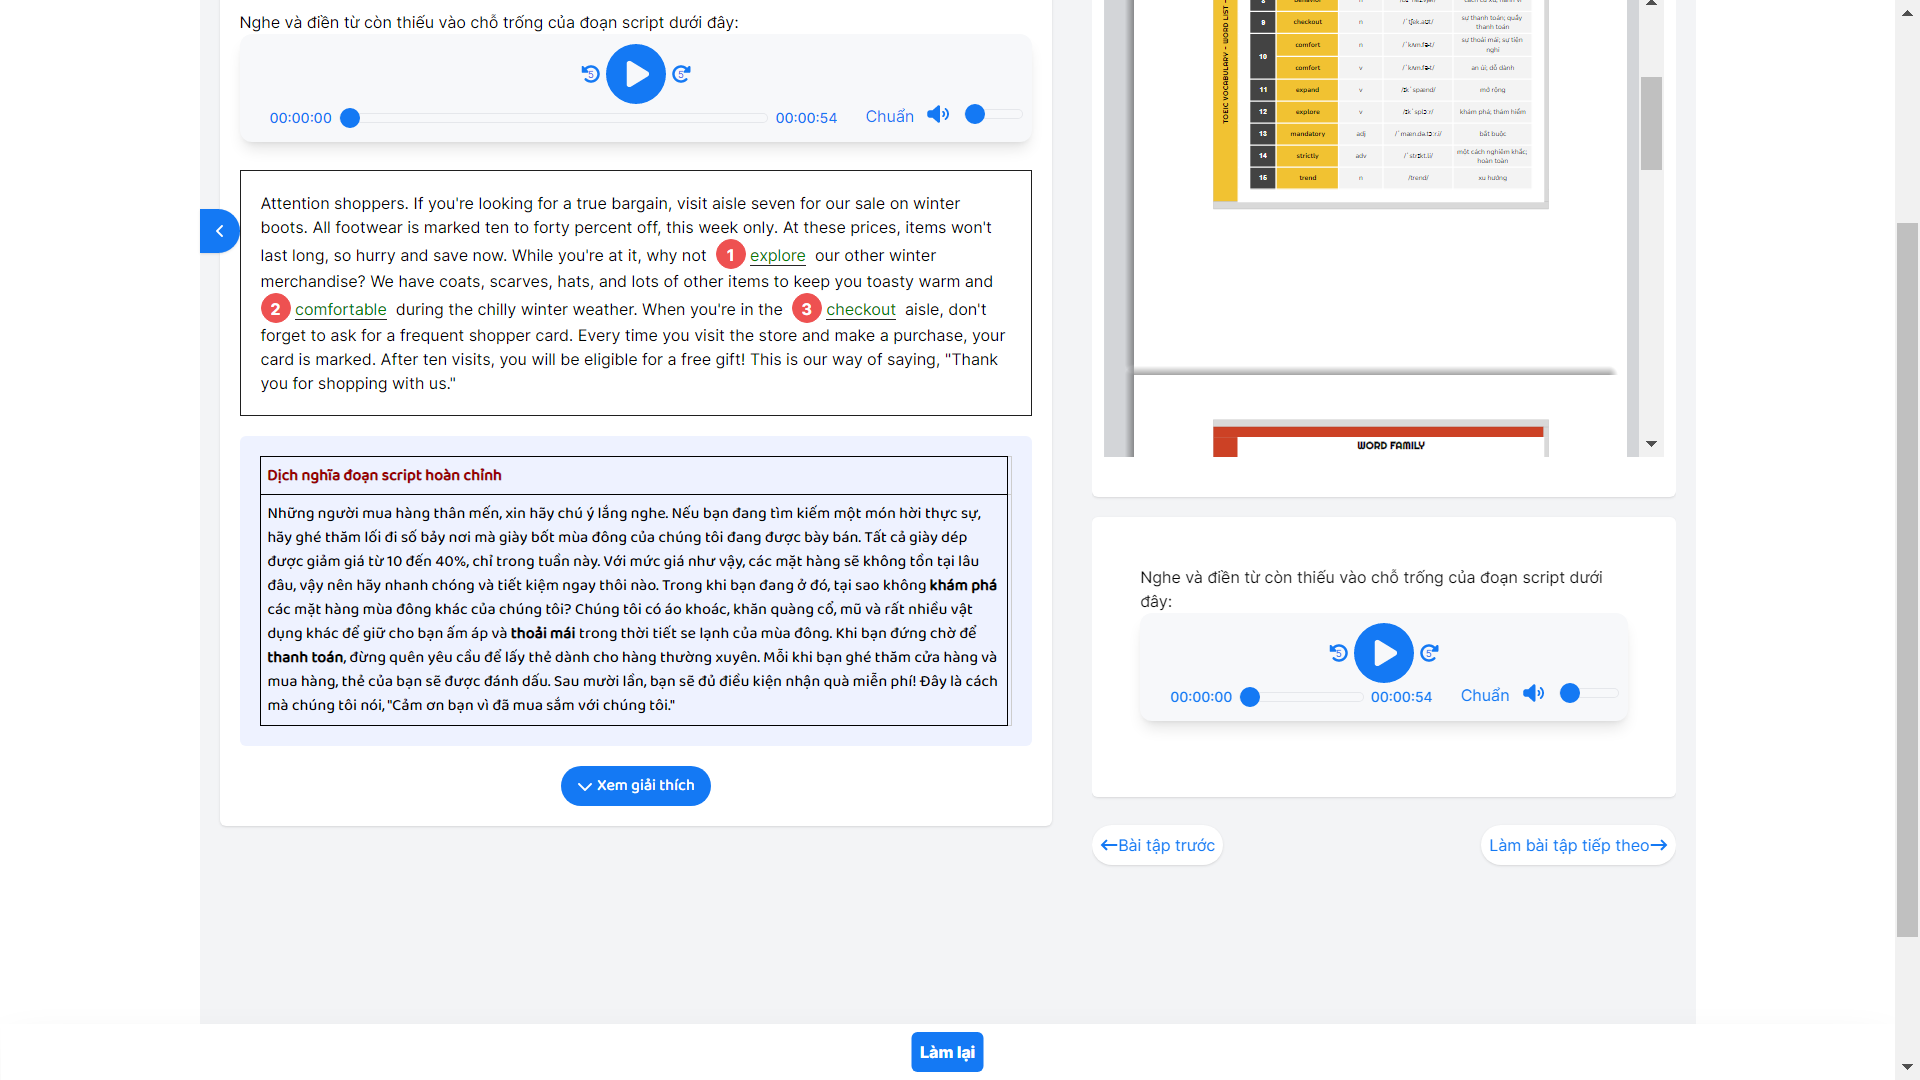 Nghe và điền từ còn thiếu vào chỗ trống của đoạn script dưới đây:
5
5
00:00:00
00:00:54
Chuẩn
Attention shoppers. If you're looking for a true bargain, visit aisle seven for our sale on winter
boots. All footwear is marked ten to forty percent off, this week only. At these prices, items won't
last long, so hurry and save now. While you're at it, why not 1 explore our other winter
merchandise? We have coats, scarves, hats, and lots of other items to keep you toasty warm and
2 comfortable during the chilly winter weather. When you're in the 3 checkout aisle, don't
forget to ask for a frequent shopper card. Every time you visit the store and make a purchase, your
card is marked. After ten visits, you will be eligible for a free gift! This is our way of saying, "Thank
you for shopping with us."
Dịch nghĩa đoạn script hoàn chỉnh
Những người mua hàng thân mến, xin hãy chú ý lắng nghe. Nếu bạn đang tìm kiếm một món hời thực sự,
hãy ghé thăm lối đi số bảy nơi mà giày bốt mùa đông của chúng tôi đang được bày bán. Tất cả giày dép
được giảm giá từ 10 đến 40%, chỉ trong tuần này. Với mức giá như vậy, các mặt hàng sẽ không tồn tại lâu
đâu, vậy nên hãy nhanh chóng và tiết kiệm ngay thôi nào. Trong khi bạn đang ở đó, tại sao không khám phá
các mặt hàng mùa đông khác của chúng tôi? Chúng tôi có áo khoác, khăn quàng cổ, mũ và rất nhiều vật
dụng khác để giữ cho bạn ấm áp và thoải mái trong thời tiết se lạnh của mùa đông. Khi bạn đứng chờ để
thanh toán, đừng quên yêu cầu để lấy thẻ dành cho hàng thường xuyên. Mỗi khi bạn ghé thăm cửa hàng và
mua hàng, thẻ của bạn sẽ được đánh dấu. Sau mười lần, bạn sẽ đủ điều kiện nhận quà miễn phí! Đây là cách
mà chúng tôi nói, "Cảm ơn bạn vì đã mua sắm với chúng tôi."
Xem giải thích
TOEIC VOCABULARY - WORD LIST -
9 checkout n /ˈtʃek.aʊt/ sự thanh toán; quầy thanh toán
10 comfort n sự thoải mái; sự tiện nghi
comfort v an ủi; dỗ dành
11 expand v /ɪkˈspænd/ mở rộng
12 explore v /ɪkˈsplɔːr/ khám phá; thám hiểm
13 mandatory adj /ˈmæn.də.tɔːr.i/ bắt buộc
14 strictly adv /ˈstrɪkt.li/ một cách nghiêm khắc; hoàn toàn
15 trend n /trend/ xu hướng
WORD FAMILY
Nghe và điền từ còn thiếu vào chỗ trống của đoạn script dưới
đây:
5
5
00:00:00
00:00:54
Chuẩn
Bài tập trước
Làm bài tập tiếp theo
Làm lại